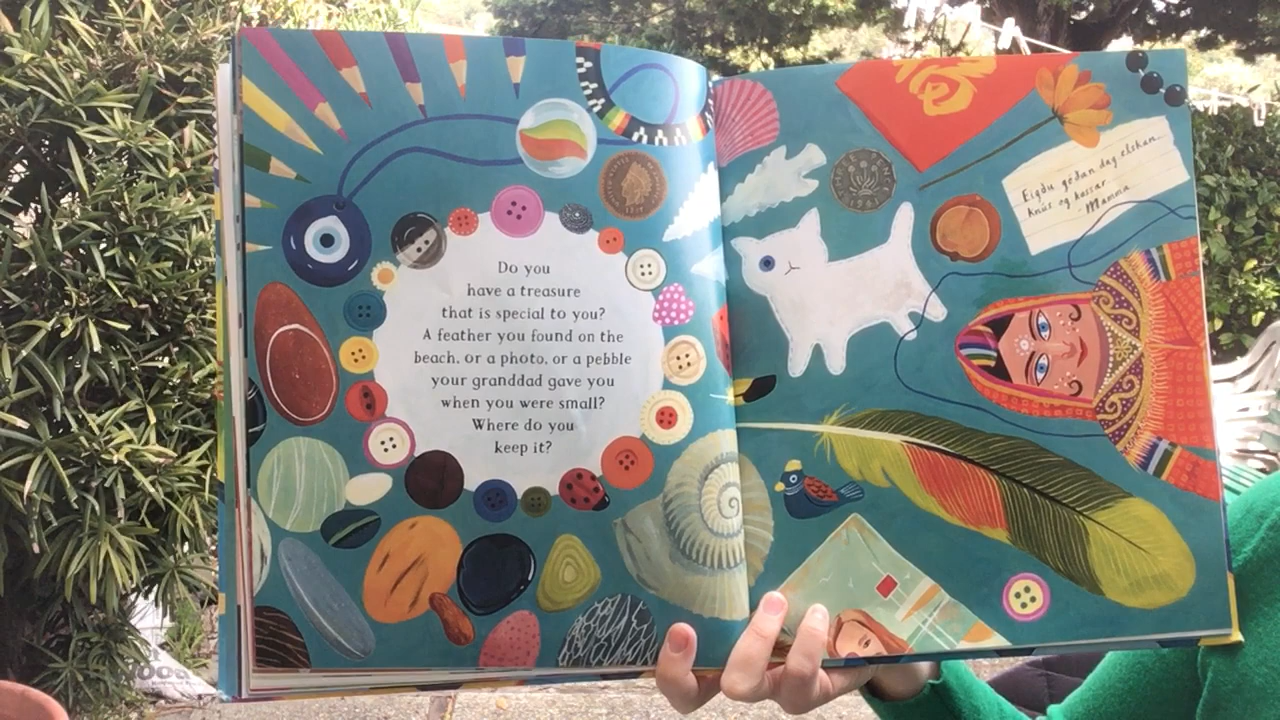 Do you
have a treasure
that is special to you?
A feather you found on the
beach, or a photo, or a pebble
your granddad gave you
when you were small?
Where do you
keep it?
Eigðu góðan dag elskan.
Knús og kossar
- Mamma